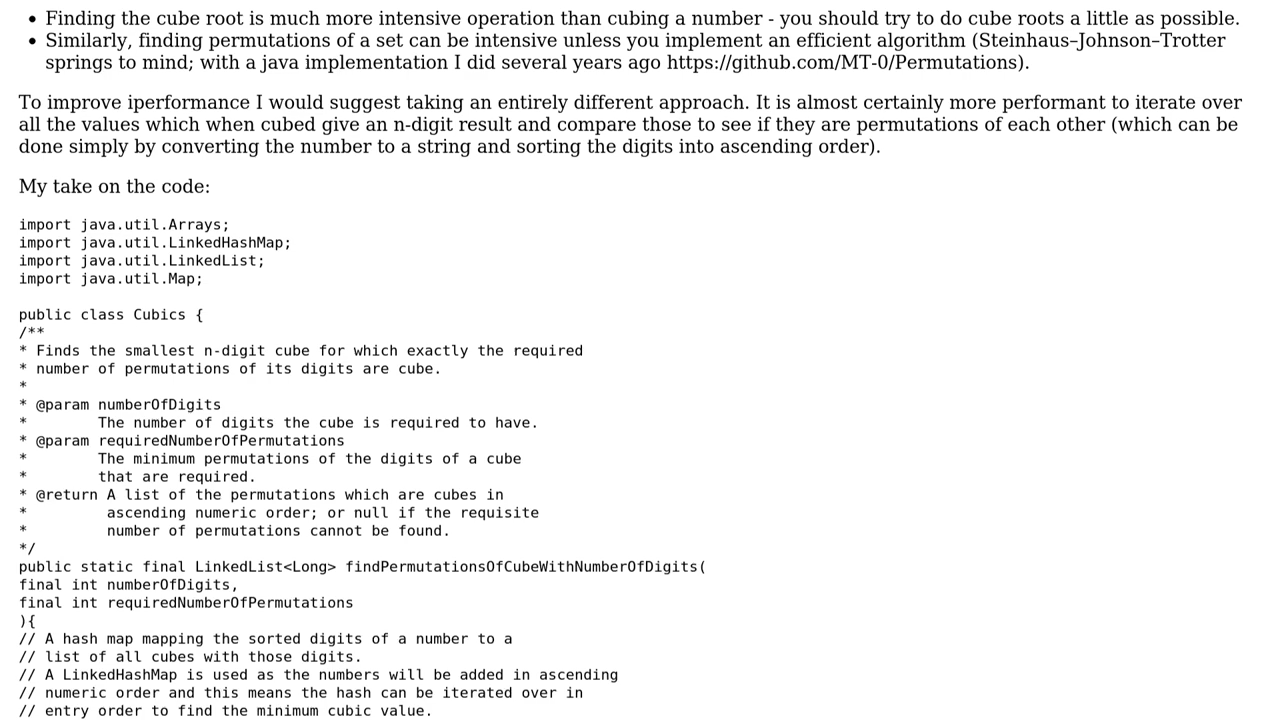 • Finding the cube root is much more intensive operation than cubing a number - you should try to do cube roots a little as possible.
• Similarly, finding permutations of a set can be intensive unless you implement an efficient algorithm (Steinhaus–Johnson–Trotter
springs to mind; with a java implementation I did several years ago https://github.com/MT-0/Permutations).
To improve iperformance I would suggest taking an entirely different approach. It is almost certainly more performant to iterate over
all the values which when cubed give an n-digit result and compare those to see if they are permutations of each other (which can be
done simply by converting the number to a string and sorting the digits into ascending order).
My take on the code:
import java.util.Arrays;
import java.util.LinkedHashMap;
import java.util.LinkedList;
import java.util.Map;

public class Cubics {
/**
* Finds the smallest n-digit cube for which exactly the required
* number of permutations of its digits are cube.
*
* @param numberOfDigits
*        The number of digits the cube is required to have.
* @param requiredNumberOfPermutations
*        The minimum permutations of the digits of a cube
*        that are required.
* @return A list of the permutations which are cubes in
*         ascending numeric order; or null if the requisite
*         number of permutations cannot be found.
*/
public static final LinkedList<Long> findPermutationsOfCubeWithNumberOfDigits(
final int numberOfDigits,
final int requiredNumberOfPermutations
){
// A hash map mapping the sorted digits of a number to a
// list of all cubes with those digits.
// A LinkedHashMap is used as the numbers will be added in ascending
// numeric order and this means the hash can be iterated over in
// entry order to find the minimum cubic value.